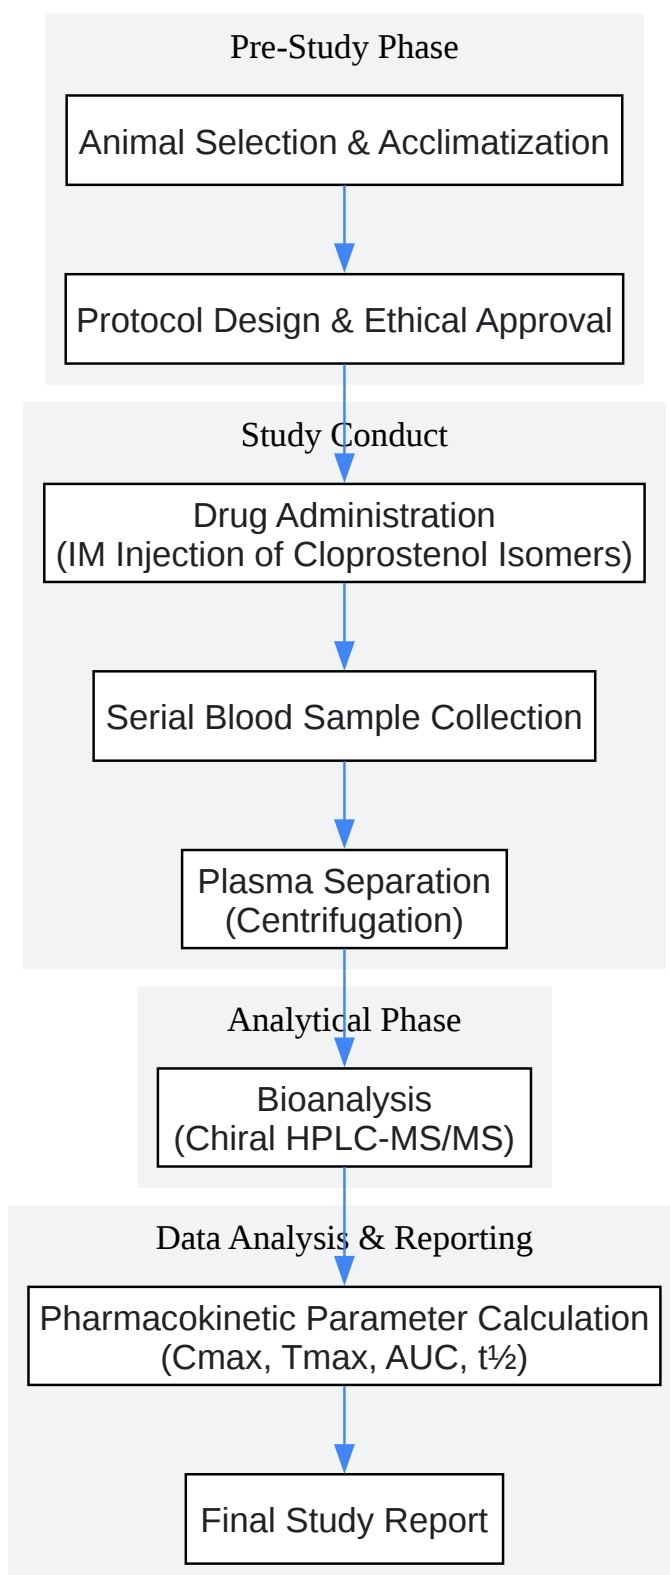 Pre-Study Phase
Animal Selection & Acclimatization
Protocol Design & Ethical Approval
Study Conduct
Drug Administration
(IM Injection of Cloprostenol Isomers)
Serial Blood Sample Collection
Plasma Separation
(Centrifugation)
Analytical Phase
Bioanalysis
(Chiral HPLC-MS/MS)
Data Analysis & Reporting
Pharmacokinetic Parameter Calculation
(Cmax, Tmax, AUC, t½)
Final Study Report